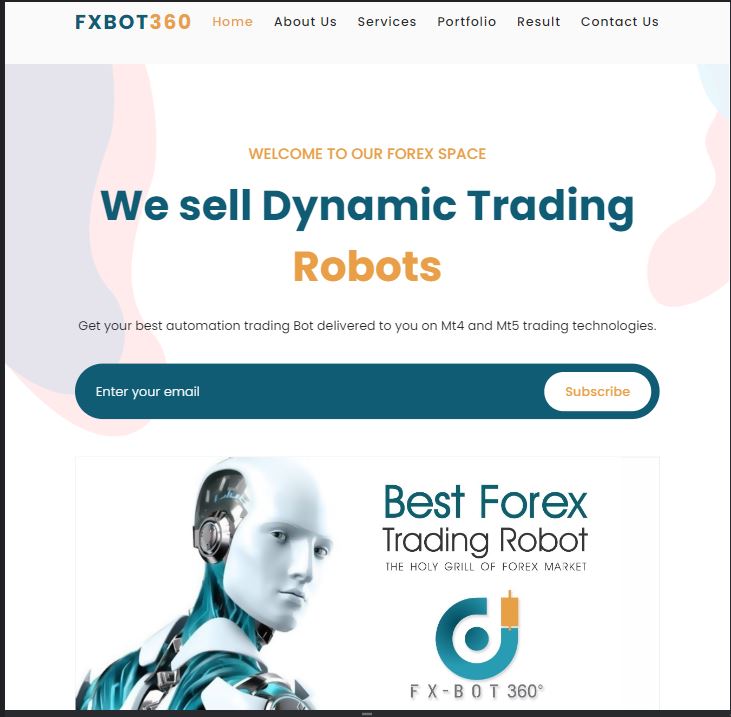 FXBOT360 Home About Us Services Portfolio Result Contact Us
WELCOME TO OUR FOREX SPACE
We sell Dynamic Trading
Robots
Get your best automation trading Bot delivered to you on Mt4 and Mt5 trading technologies.
Enter your email Subscribe
Best Forex
Trading Robot
THE HOLY GRILL OF FOREX MARKET
FX-BOT 360°